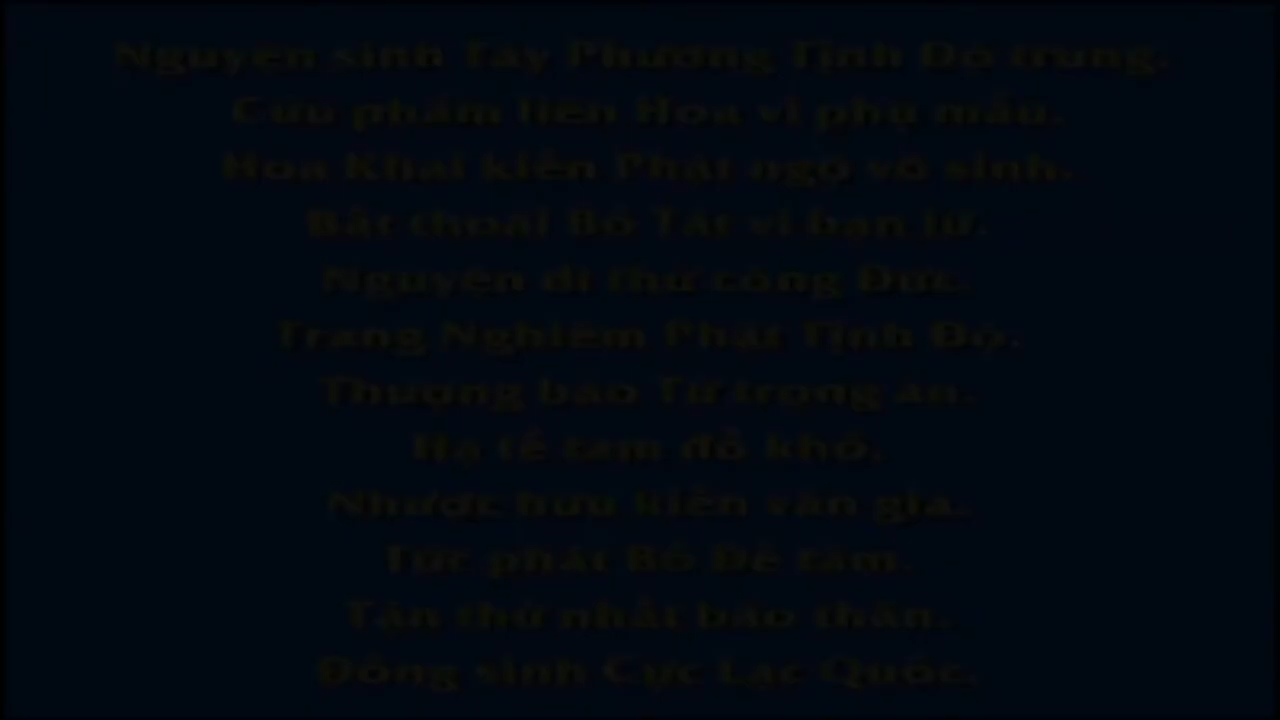 Nguyện sinh Tây Phương Tịnh Độ trung.
Cửu phẩm liên Hoa vi phụ mẫu.
Hoa Khai kiến Phật ngộ vô sinh.
Bất thoái Bồ Tát vi bạn lữ.
Nguyện dĩ thử công Đức.
Trang Nghiêm Phật Tịnh Độ.
Thượng báo Tứ trọng ân.
Hạ tế tam đồ khổ.
Nhược hữu kiến văn giả.
Tức phát Bồ Đề tâm.
Tận thử nhất báo thân.
Đồng sinh Cực Lạc Quốc.